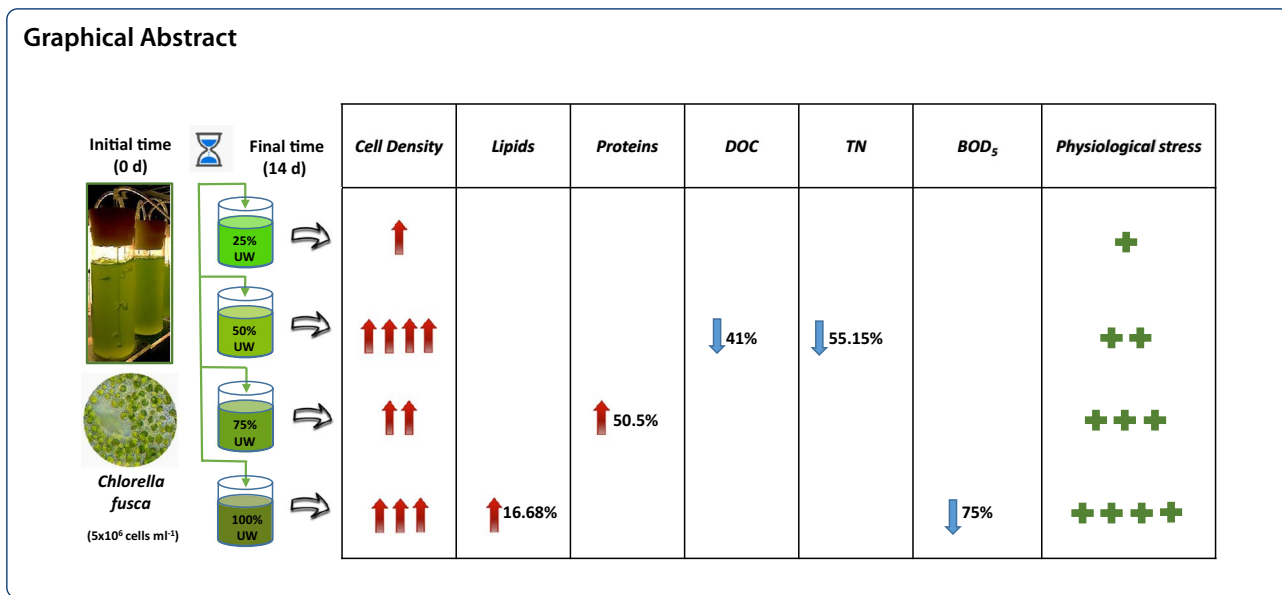 Graphical Abstract
Initial time
(0 d)
Final time
(14 d)
Cell Density
Lipids
Proteins
DOC
TN
BOD₅
Physiological stress
25%
UW
50%
UW
41%
55.15%
75%
UW
50.5%
Chlorella
fusca
(5x10⁶ cells ml⁻¹)
100%
UW
16.68%
75%